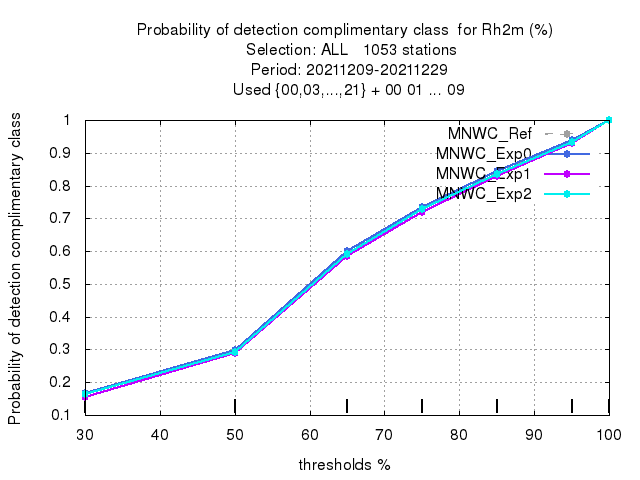 Probability of detection complimentary class  for Rh2m (%)
Selection: ALL   1053 stations
Period: 20211209-20211229
Used {00,03,...,21} + 00 01 ... 09
Probability of detection complimentary class
1
0.9
0.8
0.7
0.6
0.5
0.4
0.3
0.2
0.1
MNWC_Ref
MNWC_Exp0
MNWC_Exp1
MNWC_Exp2
30 40 50 60 70 80 90 100
thresholds %